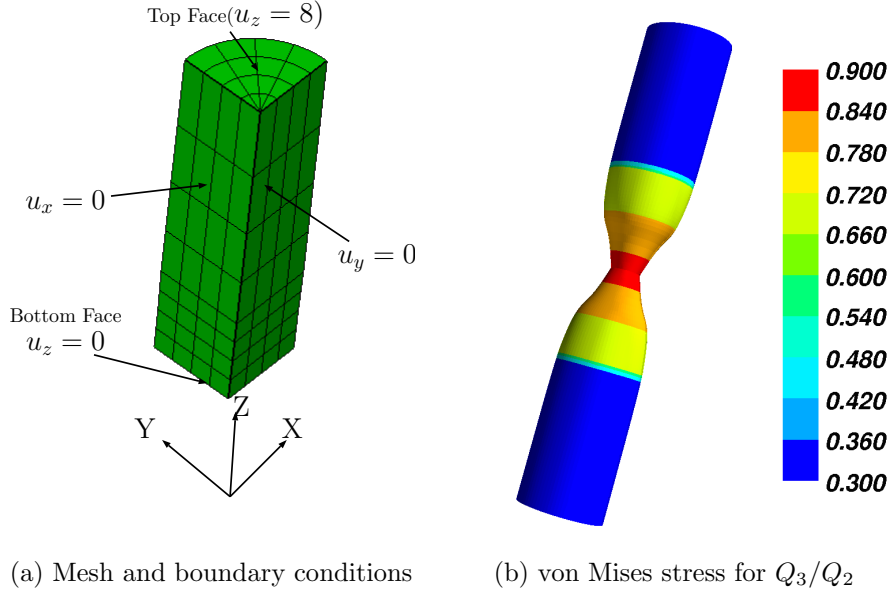 Top Face(u_z = 8)
u_x = 0
u_y = 0
Bottom Face
u_z = 0
Z
Y
X
0.900
0.840
0.780
0.720
0.660
0.600
0.540
0.480
0.420
0.360
0.300
(a) Mesh and boundary conditions
(b) von Mises stress for Q_3/Q_2